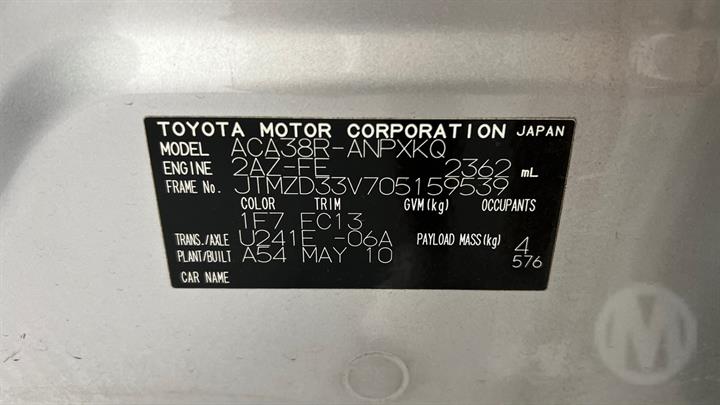 TOYOTA MOTOR CORPORATION JAPAN
MODEL ACA38R-ANPXKQ
ENGINE 2AZ-FE 2362 mL
FRAME No. JTMZD33V705159539
COLOR TRIM GVM(kg) OCCUPANTS
1F7 FC13
TRANS./AXLE U241E -06A PAYLOAD MASS(kg) 4
PLANT/BUILT A54 MAY 10 576
CAR NAME
M